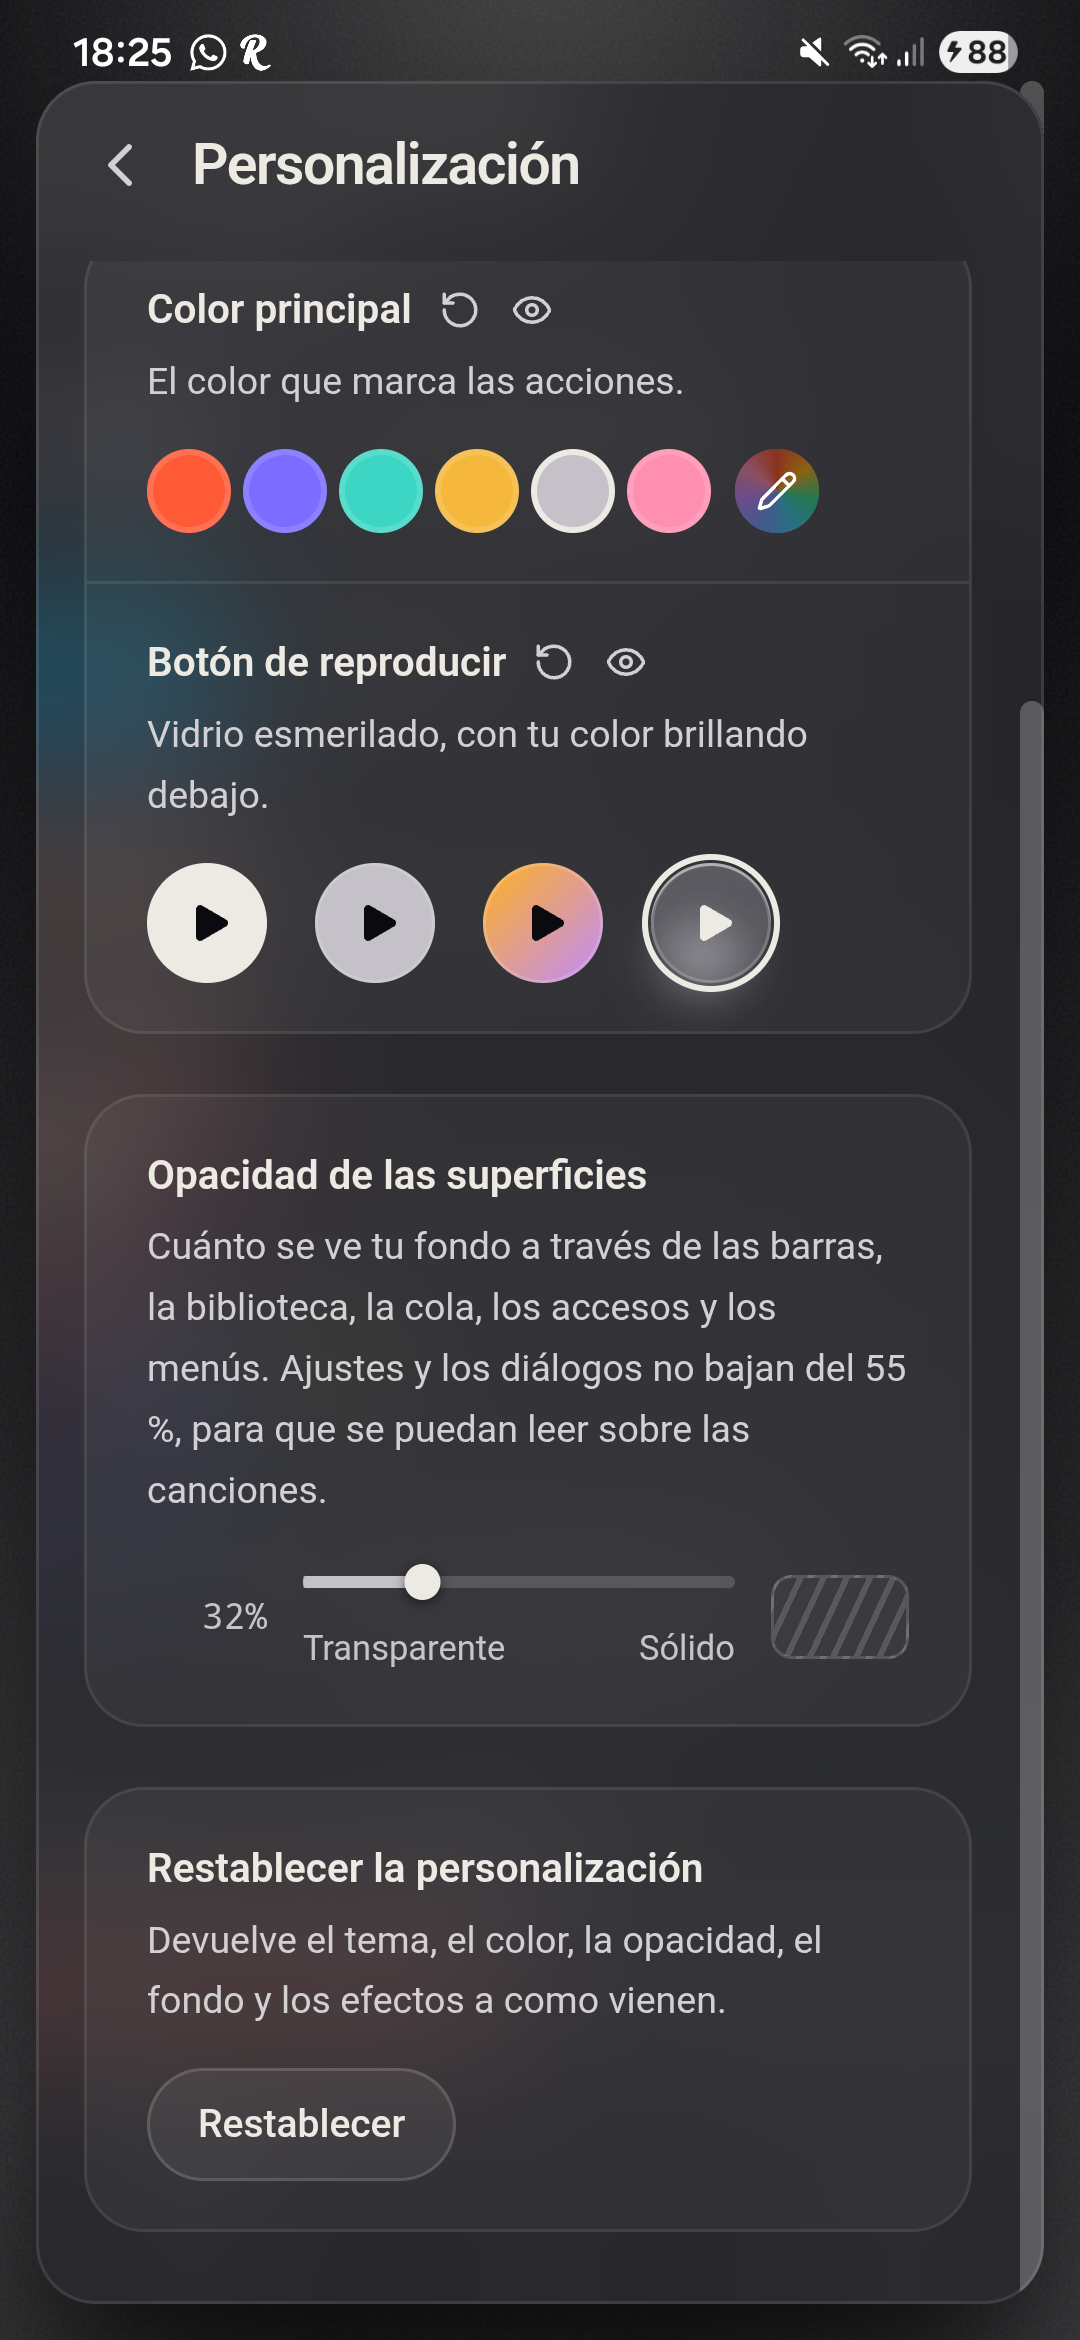 18:25
88
Personalización
Color principal
El color que marca las acciones.
Botón de reproducir
Vidrio esmerilado, con tu color brillando
debajo.
Opacidad de las superficies
Cuánto se ve tu fondo a través de las barras,
la biblioteca, la cola, los accesos y los
menús. Ajustes y los diálogos no bajan del 55
%, para que se puedan leer sobre las
canciones.
32%
Transparente Sólido
Restablecer la personalización
Devuelve el tema, el color, la opacidad, el
fondo y los efectos a como vienen.
Restablecer